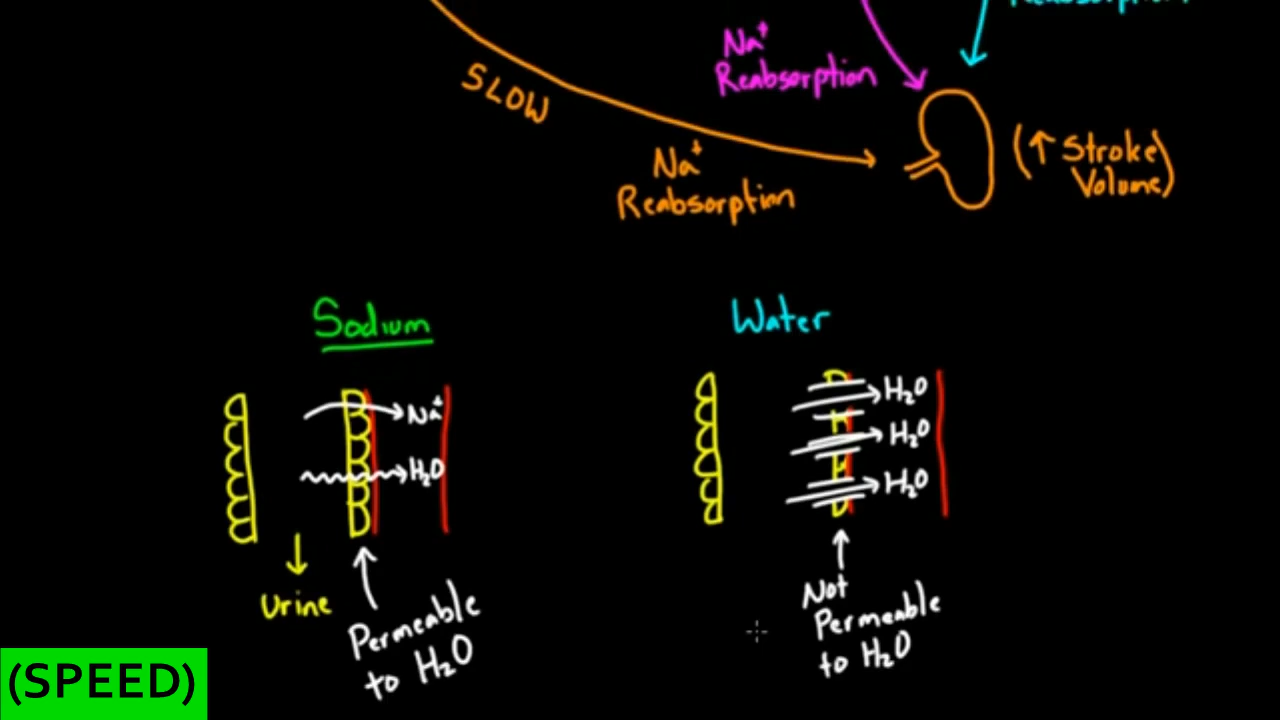 Reabsorption
Na+
Reabsorption
SLOW
Na+
Reabsorption
(↑ Stroke
Volume)
Sodium
Water
Na+
H₂O
H₂O
H₂O
H₂O
Urine
Permeable
to H₂O
Not
Permeable
to H₂O
(SPEED)